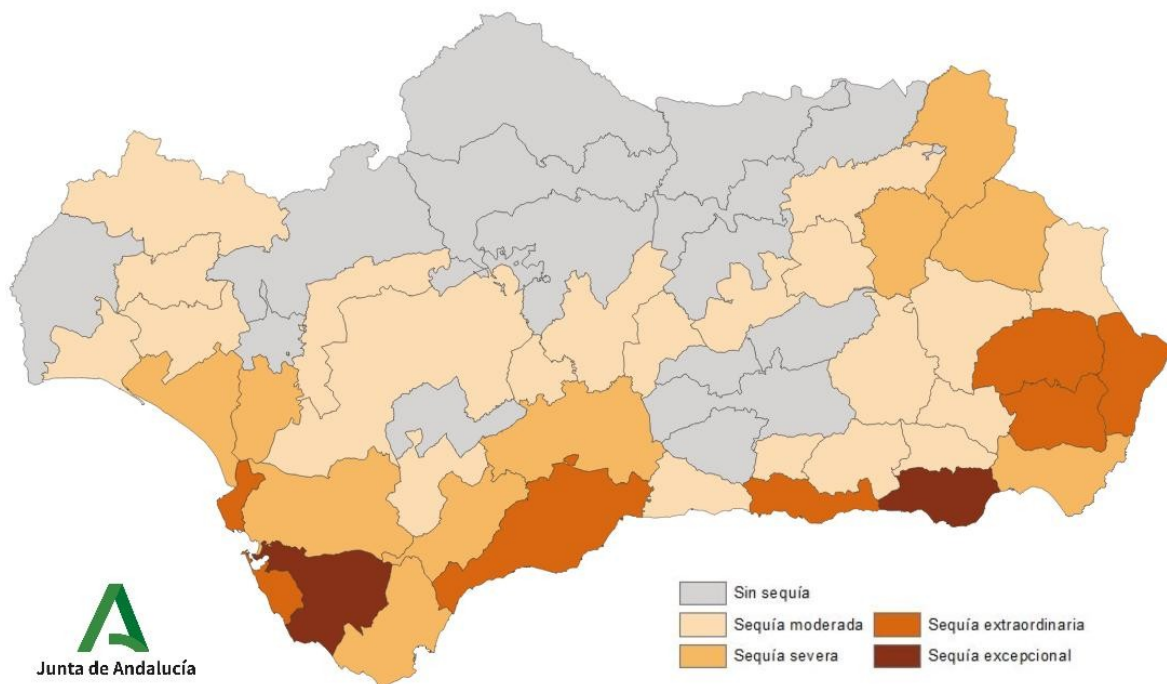 Sin sequía
Sequía moderada
Sequía extraordinaria
Sequía severa
Sequía excepcional
Junta de Andalucía